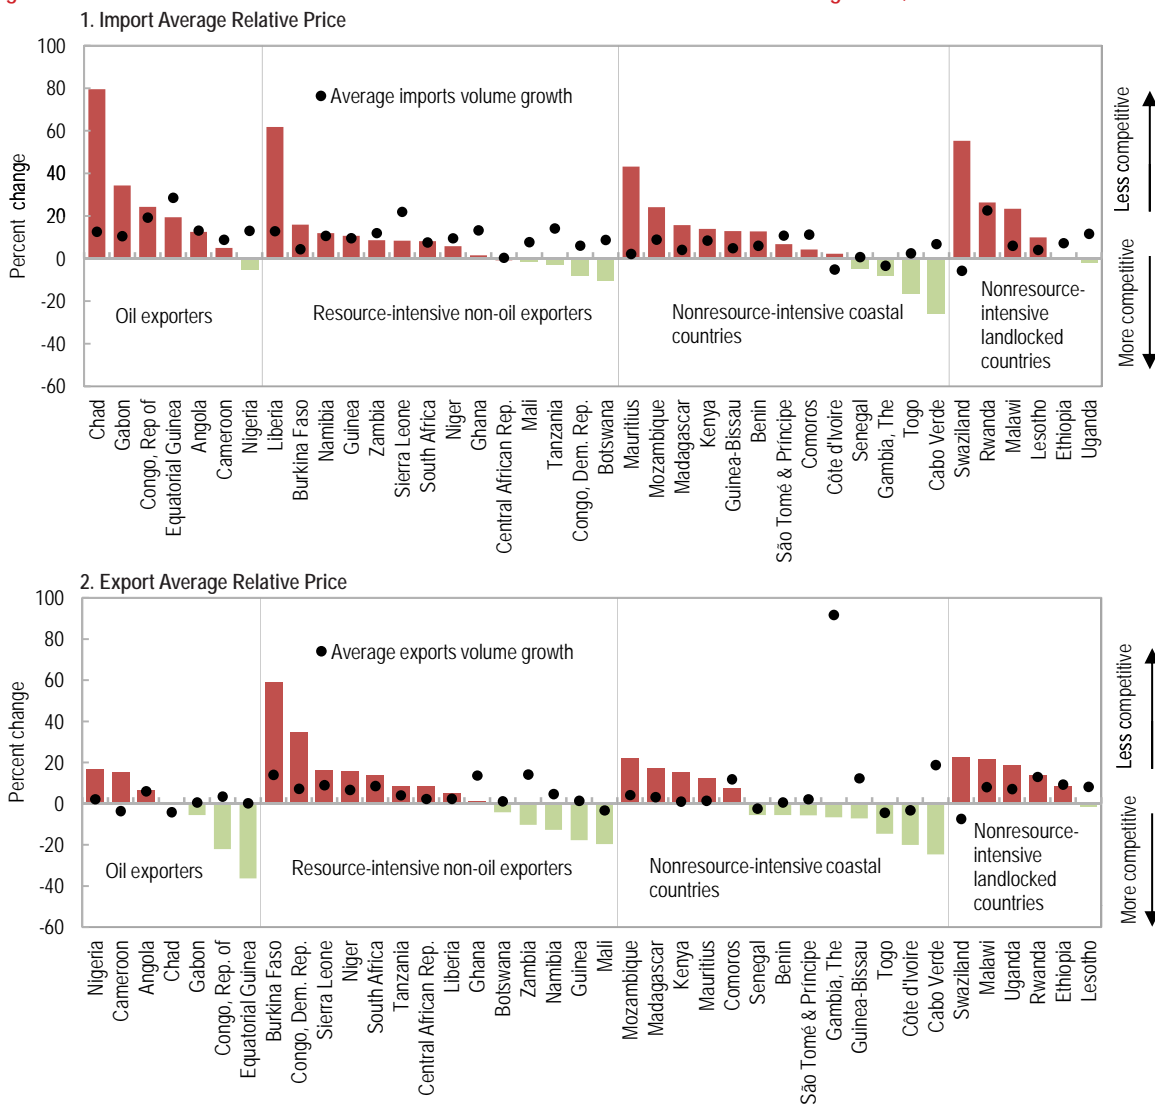 1. Import Average Relative Price
100
80
60
40
20
0
-20
-40
-60
Percent change
Average imports volume growth
Less competitive
More competitive
Oil exporters
Resource-intensive non-oil exporters
Nonresource-intensive coastal
countries
Nonresource-
intensive
landlocked
countries
Chad
Gabon
Congo, Rep of
Equatorial Guinea
Angola
Cameroon
Nigeria
Liberia
Burkina Faso
Namibia
Guinea
Zambia
Sierra Leone
South Africa
Niger
Ghana
Central African Rep.
Mali
Tanzania
Congo, Dem. Rep.
Botswana
Mauritius
Mozambique
Madagascar
Kenya
Guinea-Bissau
Benin
São Tomé & Príncipe
Comoros
Côte d'Ivoire
Senegal
Gambia, The
Togo
Cabo Verde
Swaziland
Rwanda
Malawi
Lesotho
Ethiopia
Uganda
2. Export Average Relative Price
100
80
60
40
20
0
-20
-40
-60
Percent change
Average exports volume growth
Less competitive
More competitive
Oil exporters
Resource-intensive non-oil exporters
Nonresource-intensive coastal
countries
Nonresource-
intensive
landlocked
countries
Nigeria
Cameroon
Angola
Chad
Gabon
Congo, Rep. of
Equatorial Guinea
Burkina Faso
Congo, Dem. Rep.
Sierra Leone
Niger
South Africa
Tanzania
Central African Rep.
Liberia
Ghana
Botswana
Zambia
Namibia
Guinea
Mali
Mozambique
Madagascar
Kenya
Mauritius
Comoros
Senegal
Benin
São Tomé & Príncipe
Gambia, The
Guinea-Bissau
Togo
Côte d'Ivoire
Cabo Verde
Swaziland
Malawi
Uganda
Rwanda
Ethiopia
Lesotho